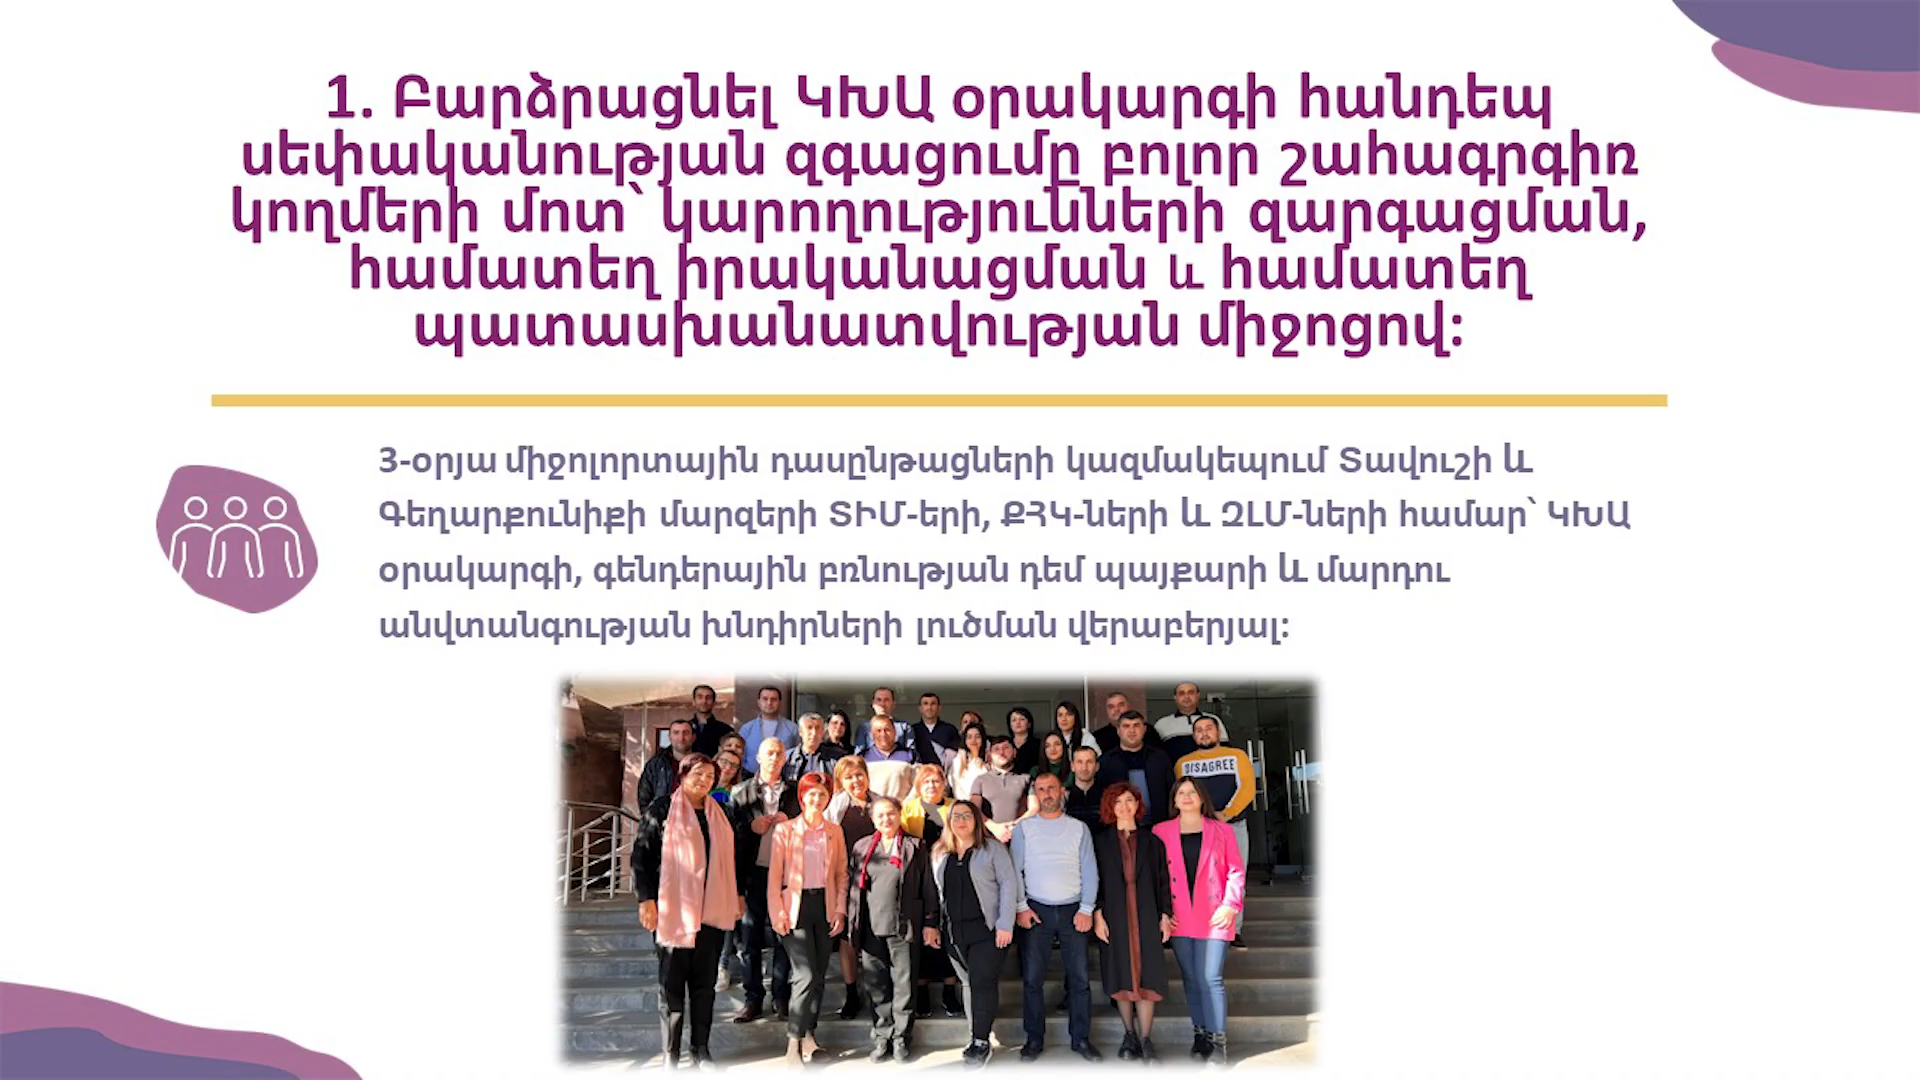 1. Բարձրացնել ԿԽԱ օրակարգի հանդեպ
սեփականության զգացումը բոլոր շահագրգիռ
կողմերի մոտ՝ կարողությունների զարգացման,
համատեղ իրականացման և համատեղ
պատասխանատվության միջոցով:
3-օրյա միջոլորտային դասընթացների կազմակեպում Տավուշի և
Գեղարքունիքի մարզերի ՏԻՄ-երի, ՔՀԿ-ների և ԶԼՄ-ների համար՝ ԿԽԱ
օրակարգի, գենդերային բռնության դեմ պայքարի և մարդու
անվտանգության խնդիրների լուծման վերաբերյալ:
DISAGREE